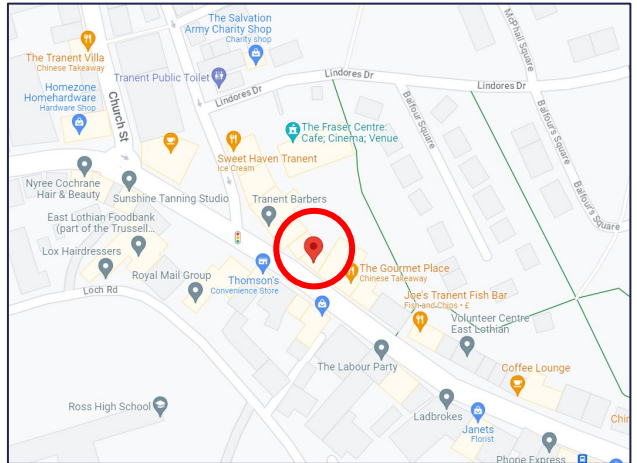 The Salvation
Army Charity Shop
Charity shop
The Tranent Villa
Chinese Takeaway
Tranent Public Toilet
Homezone
Homehardware
Hardware Shop
Church St
Lindores Dr
Lindores Dr
Lindores Dr
McPhail Square
Balfour Square
Balfour's Square
Balfour's Square
The Fraser Centre:
Cafe; Cinema; Venue
Sweet Haven Tranent
Ice Cream
Nyree Cochrane
Hair & Beauty
Sunshine Tanning Studio
Tranent Barbers
East Lothian Foodbank
(part of the Trussell...
Lox Hairdressers
Royal Mail Group
Loch Rd
Thomson's
Convenience Store
The Gourmet Place
Chinese Takeaway
Joe's Tranent Fish Bar
Fish and Chips • £
Volunteer Centre
East Lothian
The Labour Party
Coffee Lounge
Ross High School
Ladbrokes
Janets
Florist
Chin
Phone Express